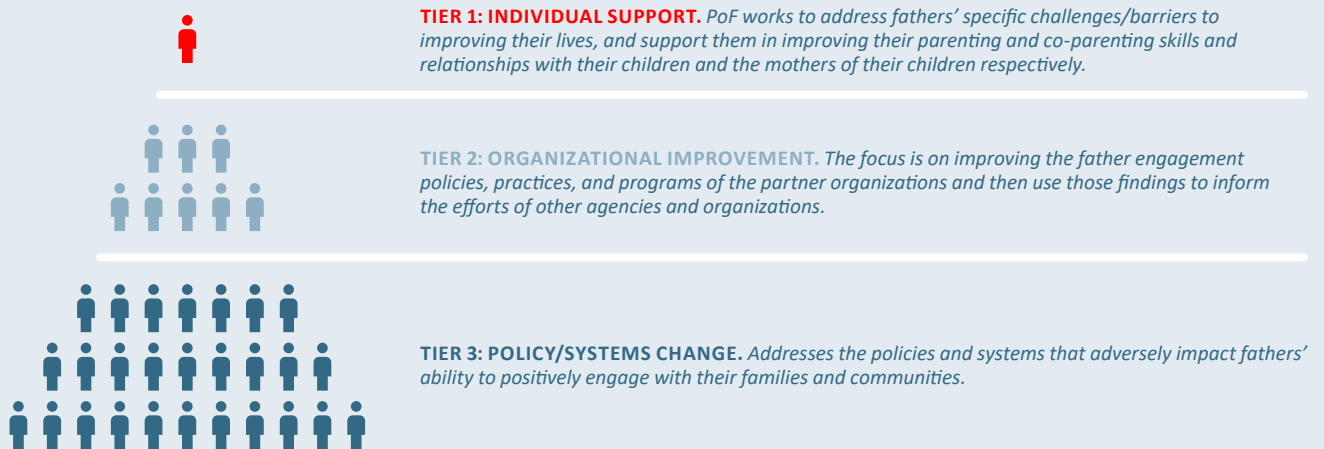 TIER 1: INDIVIDUAL SUPPORT. PoF works to address fathers’ specific challenges/barriers to
improving their lives, and support them in improving their parenting and co-parenting skills and
relationships with their children and the mothers of their children respectively.
TIER 2: ORGANIZATIONAL IMPROVEMENT. The focus is on improving the father engagement
policies, practices, and programs of the partner organizations and then use those findings to inform
the efforts of other agencies and organizations.
TIER 3: POLICY/SYSTEMS CHANGE. Addresses the policies and systems that adversely impact fathers’
ability to positively engage with their families and communities.